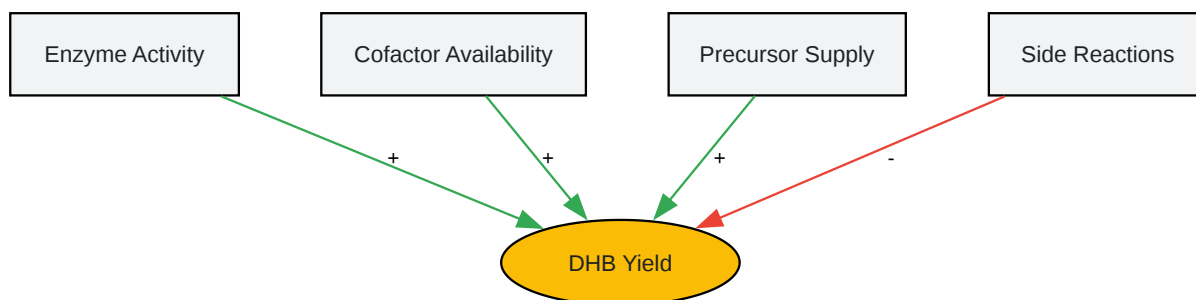 Enzyme Activity
Cofactor Availability
Precursor Supply
Side Reactions
+
+
+
-
DHB Yield